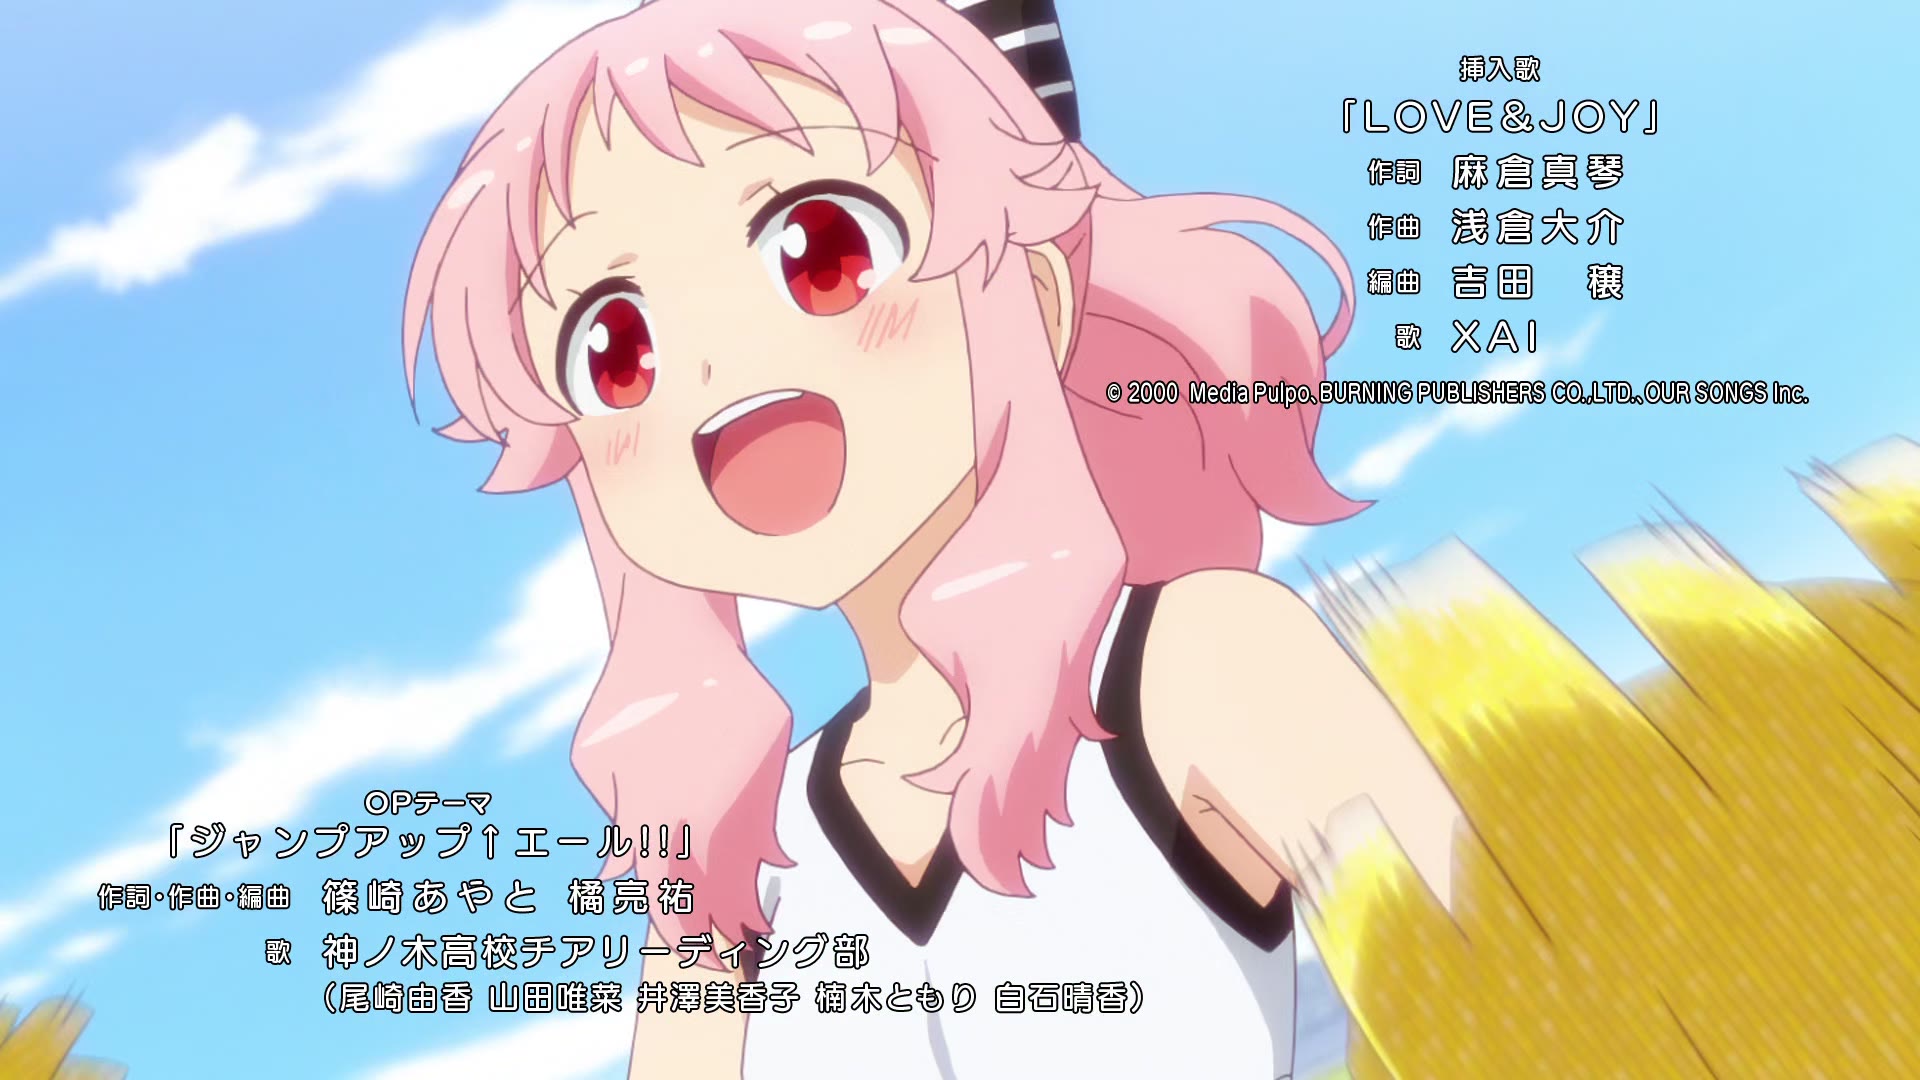 挿入歌
「LOVE&JOY」
作詞 麻倉真琴
作曲 浅倉大介
編曲 吉田 穣
歌 XAI
© 2000 Media Pulpo、BURNING PUBLISHERS CO.,LTD.、OUR SONGS Inc.
OPテーマ
「ジャンプアップ↑エール!!」
作詞・作曲・編曲 篠崎あやと 橘亮祐
歌 神ノ木高校チアリーディング部
(尾崎由香 山田唯菜 井澤美香子 楠木ともり 白石晴香)